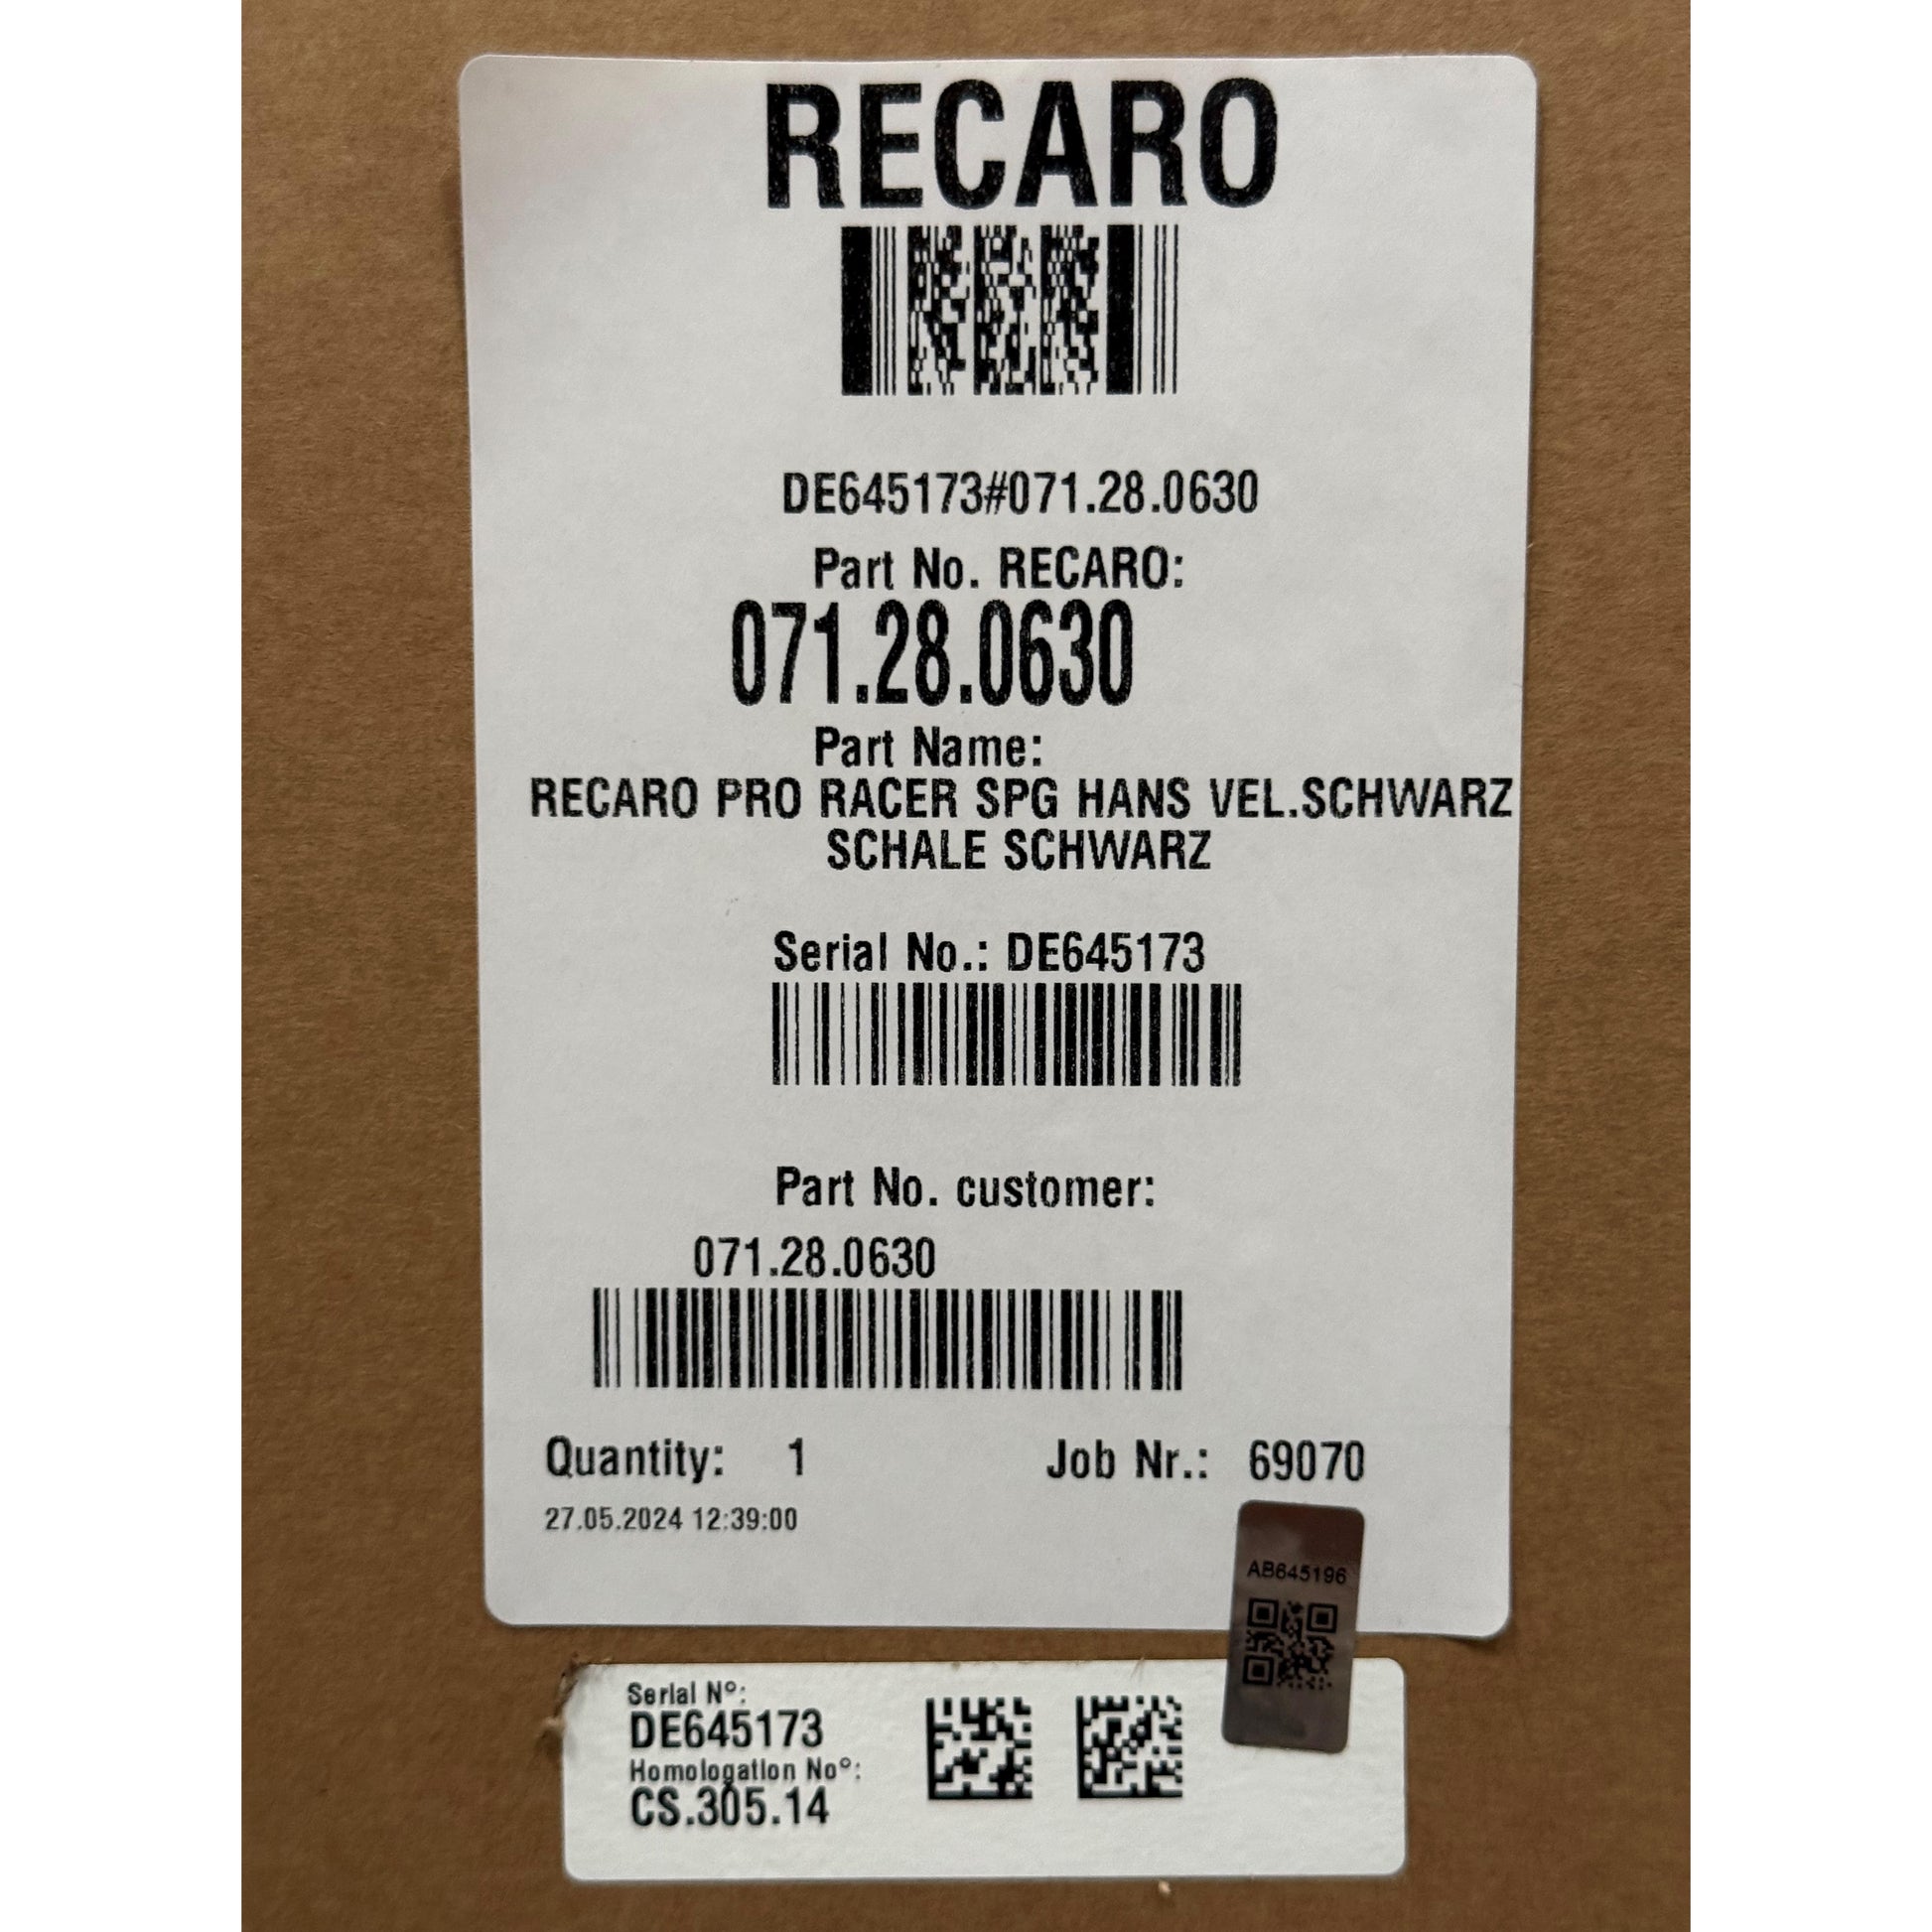 RECARO
DE645173#071.28.0630
Part No. RECARO:
071.28.0630
Part Name:
RECARO PRO RACER SPG HANS VEL.SCHWARZ
SCHALE SCHWARZ
Serial No.: DE645173
Part No. customer:
071.28.0630
Quantity: 1 Job Nr.: 69070
27.05.2024 12:39:00
AB645196
Serial N°:
DE645173
Homologation No°:
CS.305.14